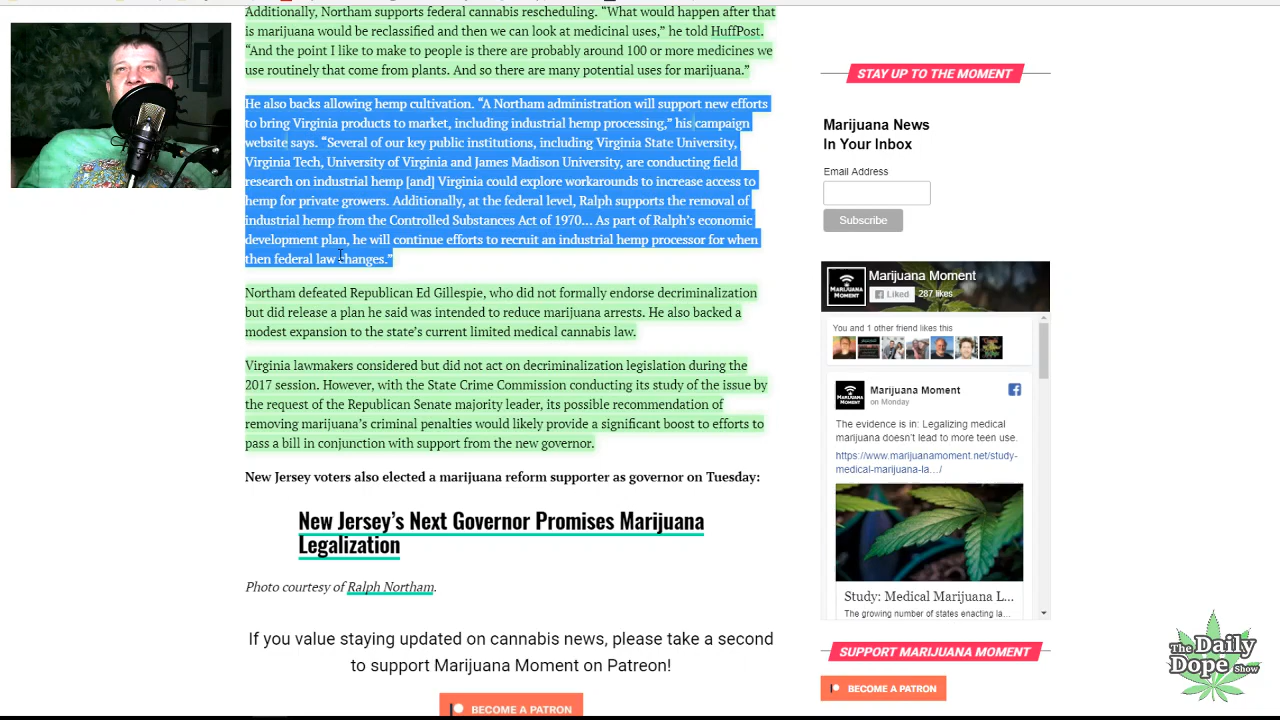 Additionally, Northam supports federal cannabis rescheduling. “What would happen after that
is marijuana would be reclassified and then we can look at medicinal uses,” he told HuffPost.
“And the point I like to make to people is there are probably around 100 or more medicines we
use routinely that come from plants. And so there are many potential uses for marijuana.”
He also backs allowing hemp cultivation. “A Northam administration will support new efforts
to bring Virginia products to market, including industrial hemp processing,” his campaign
website says. “Several of our key public institutions, including Virginia State University,
Virginia Tech, University of Virginia and James Madison University, are conducting field
research on industrial hemp [and] Virginia could explore workarounds to increase access to
hemp for private growers. Additionally, at the federal level, Ralph supports the removal of
industrial hemp from the Controlled Substances Act of 1970… As part of Ralph’s economic
development plan, he will continue efforts to recruit an industrial hemp processor for when
then federal law changes.”
Northam defeated Republican Ed Gillespie, who did not formally endorse decriminalization
but did release a plan he said was intended to reduce marijuana arrests. He also backed a
modest expansion to the state’s current limited medical cannabis law.
Virginia lawmakers considered but did not act on decriminalization legislation during the
2017 session. However, with the State Crime Commission conducting its study of the issue by
the request of the Republican Senate majority leader, its possible recommendation of
removing marijuana’s criminal penalties would likely provide a significant boost to efforts to
pass a bill in conjunction with support from the new governor.
New Jersey voters also elected a marijuana reform supporter as governor on Tuesday:
New Jersey’s Next Governor Promises Marijuana
Legalization
Photo courtesy of Ralph Northam.
If you value staying updated on cannabis news, please take a second
to support Marijuana Moment on Patreon!
BECOME A PATRON
STAY UP TO THE MOMENT
Marijuana News
In Your Inbox
Email Address
Subscribe
MARIJUANA
MOMENT
Marijuana Moment
Liked
287 likes
You and 1 other friend likes this
MARIJUANA
MOMENT
Marijuana Moment
on Monday
The evidence is in: Legalizing medical
marijuana doesn't lead to more teen use.
https://www.marijuanamoment.net/study-
medical-marijuana-la…/
Study: Medical Marijuana L...
The growing number of states enacting la…
SUPPORT MARIJUANA MOMENT
BECOME A PATRON
The Daily
Dope Show